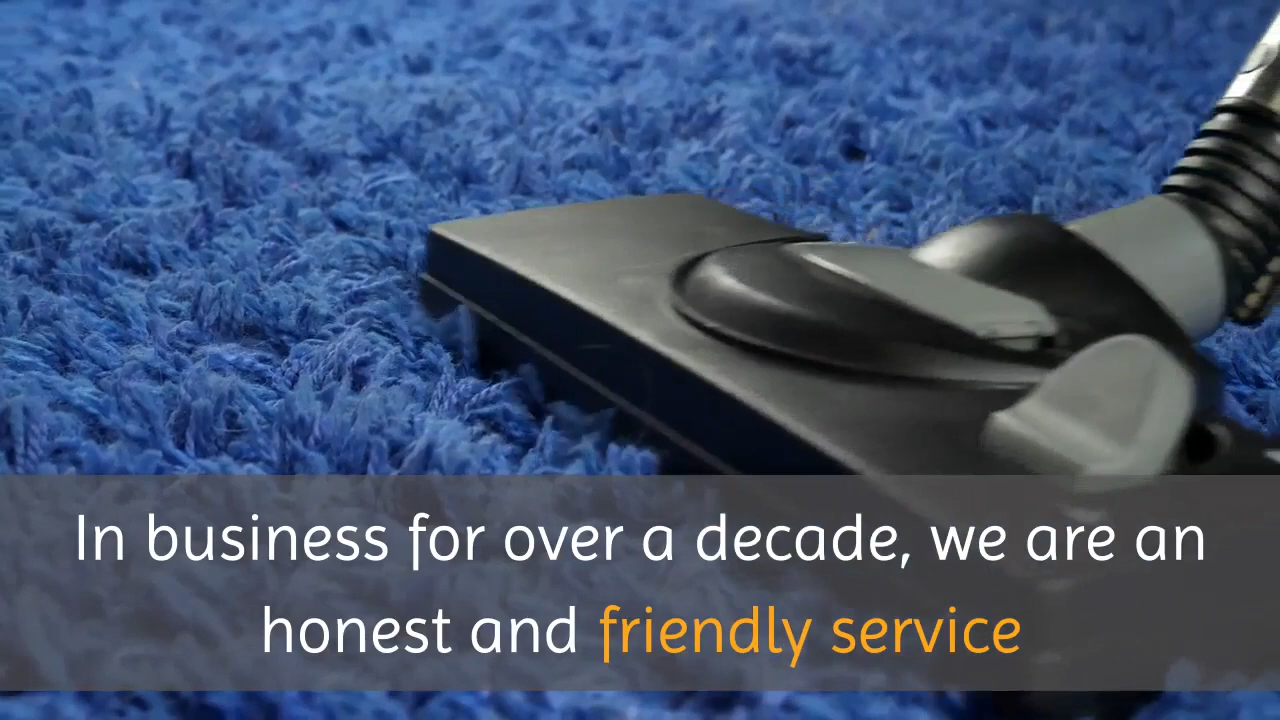 In business for over a decade, we are an
honest and friendly service